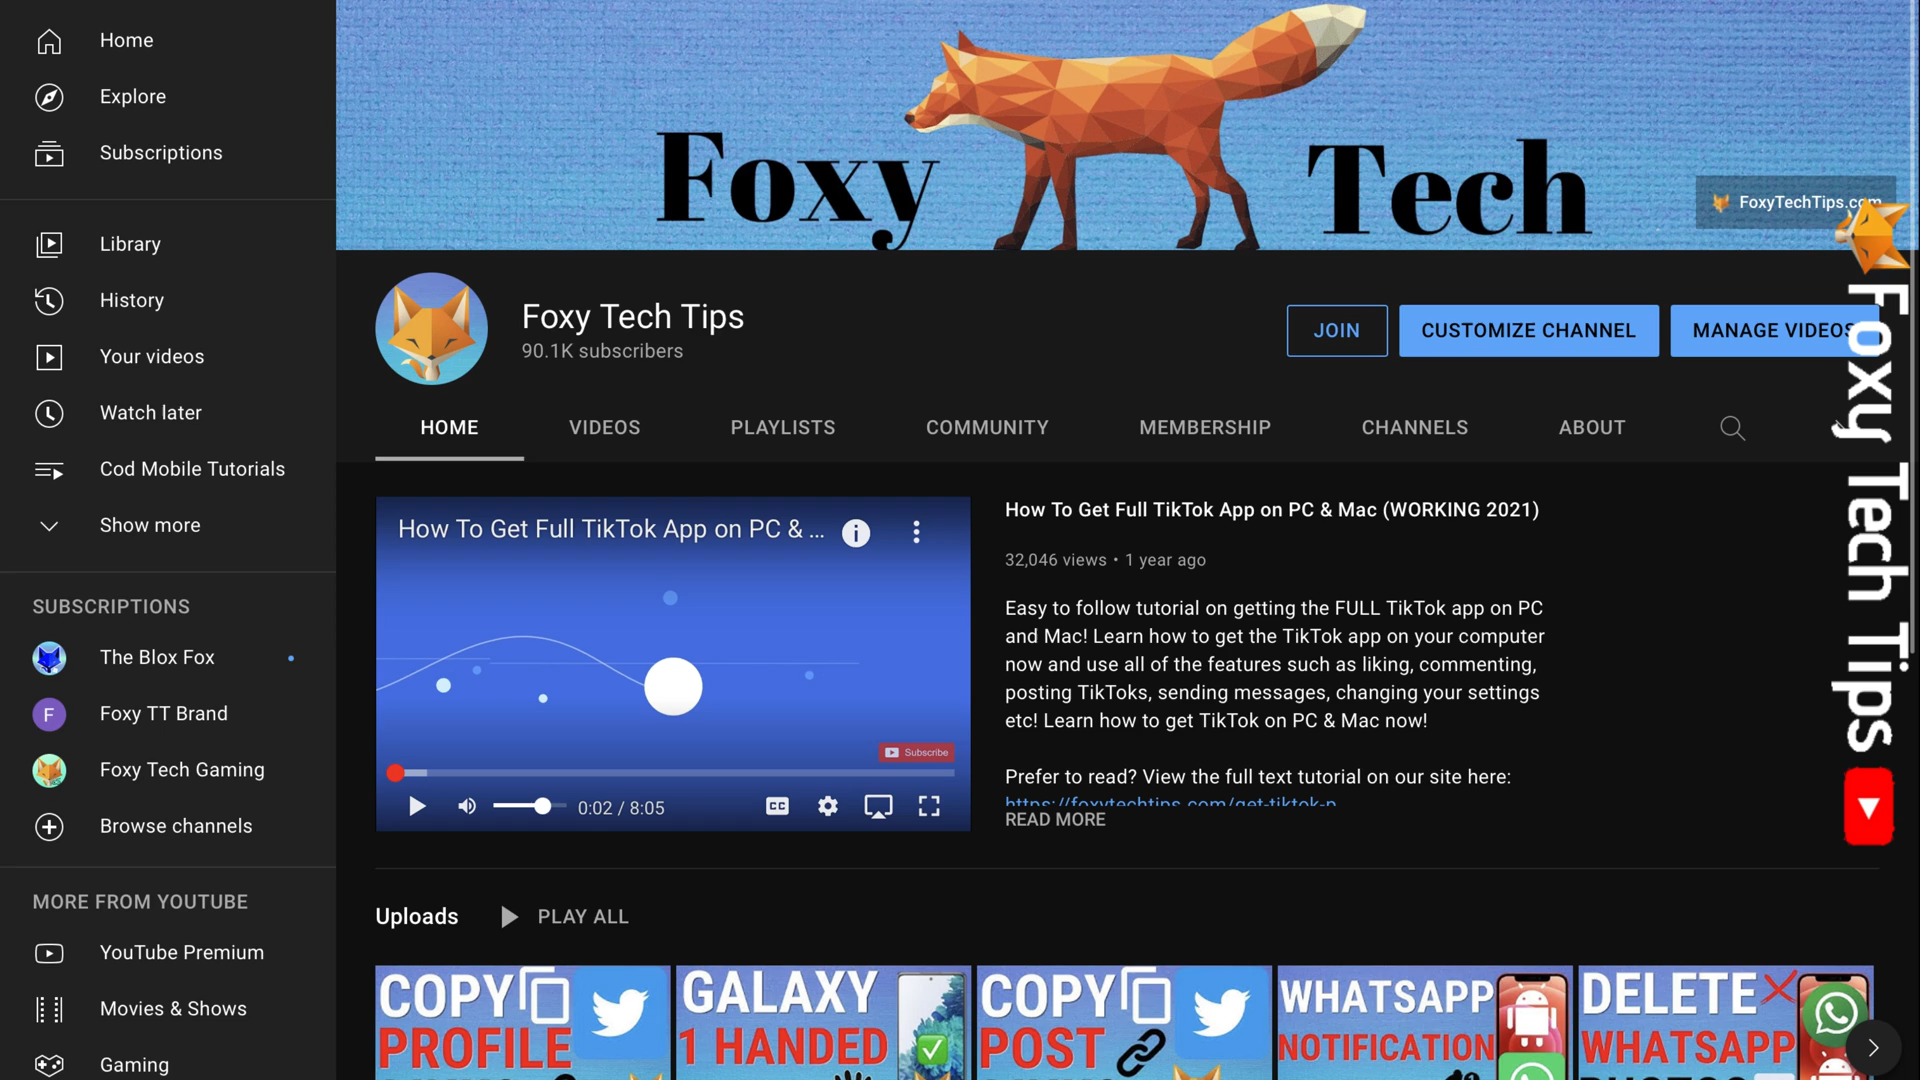 Home
Explore
Subscriptions
Library
History
Your videos
Watch later
Cod Mobile Tutorials
Show more
SUBSCRIPTIONS
The Blox Fox
F
Foxy TT Brand
Foxy Tech Gaming
Browse channels
MORE FROM YOUTUBE
YouTube Premium
Movies & Shows
Gaming
Foxy Tech
FoxyTechTips.com
Foxy Tech Tips
90.1K subscribers
JOIN
CUSTOMIZE CHANNEL
MANAGE VIDEOS
HOME
VIDEOS
PLAYLISTS
COMMUNITY
MEMBERSHIP
CHANNELS
ABOUT
How To Get Full TikTok App on PC & ...
Subscribe
0:02 / 8:05
CC
How To Get Full TikTok App on PC & Mac (WORKING 2021)
32,046 views • 1 year ago
Easy to follow tutorial on getting the FULL TikTok app on PC
and Mac! Learn how to get the TikTok app on your computer
now and use all of the features such as liking, commenting,
posting TikToks, sending messages, changing your settings
etc! Learn how to get TikTok on PC & Mac now!
Prefer to read? View the full text tutorial on our site here:
https://foxytechtips.com/get-tiktok-p
READ MORE
Foxy Tech Tips
Uploads
PLAY ALL
COPY
PROFILE
GALAXY
1 HANDED
COPY
POST
WHATSAPP
NOTIFICATION
DELETE
WHATSAPP